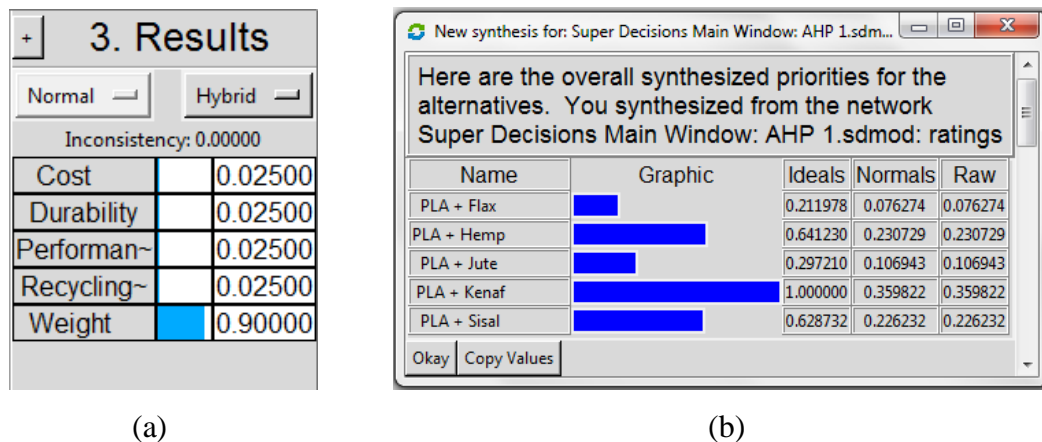 + 3. Results
Normal Hybrid
Inconsistency: 0.00000
Cost 0.02500
Durability 0.02500
Performan~ 0.02500
Recycling~ 0.02500
Weight 0.90000
(a)
New synthesis for: Super Decisions Main Window: AHP 1.sdm...
Here are the overall synthesized priorities for the
alternatives. You synthesized from the network
Super Decisions Main Window: AHP 1.sdmod: ratings
Name Graphic Ideals Normals Raw
PLA + Flax 0.211978 0.076274 0.076274
PLA + Hemp 0.641230 0.230729 0.230729
PLA + Jute 0.297210 0.106943 0.106943
PLA + Kenaf 1.000000 0.359822 0.359822
PLA + Sisal 0.628732 0.226232 0.226232
Okay Copy Values
(b)